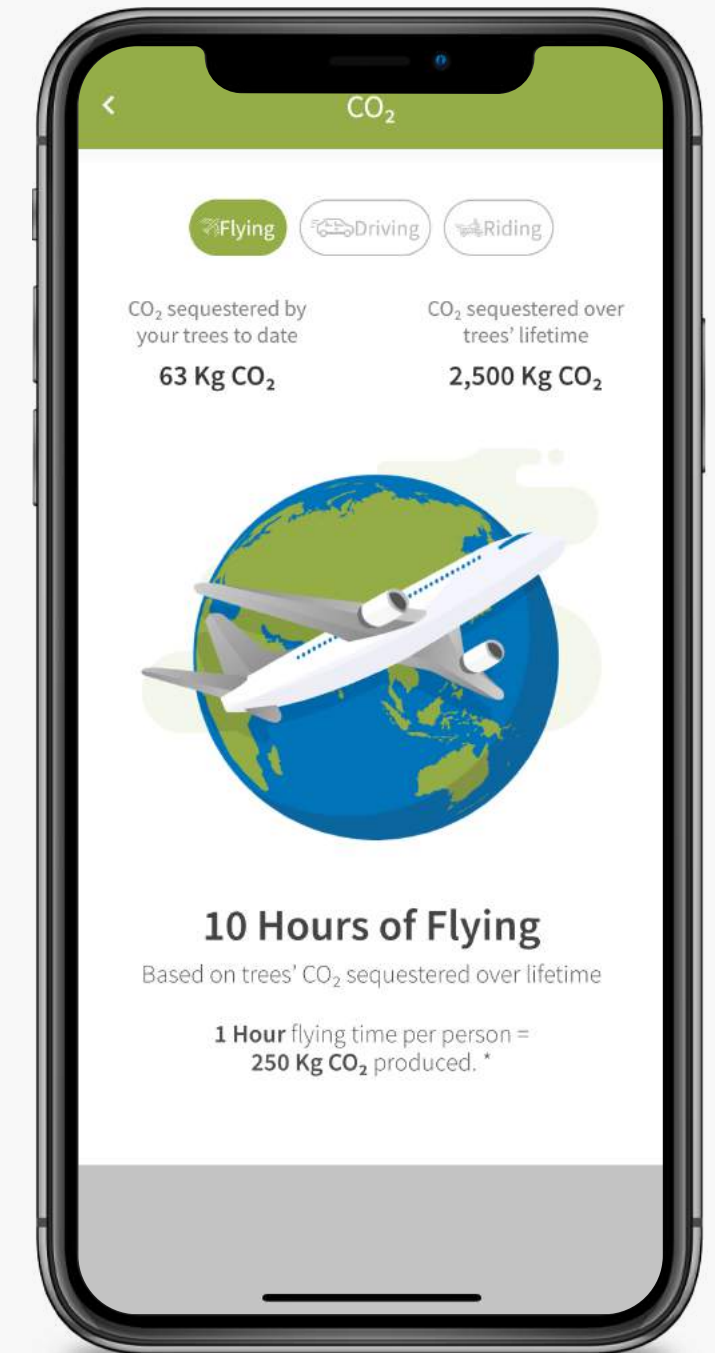 CO₂
Flying
Driving
Riding
CO₂ sequestered by
your trees to date
63 Kg CO₂
CO₂ sequestered over
trees’ lifetime
2,500 Kg CO₂
10 Hours of Flying
Based on trees’ CO₂ sequestered over lifetime
1 Hour flying time per person =
250 Kg CO₂ produced. *